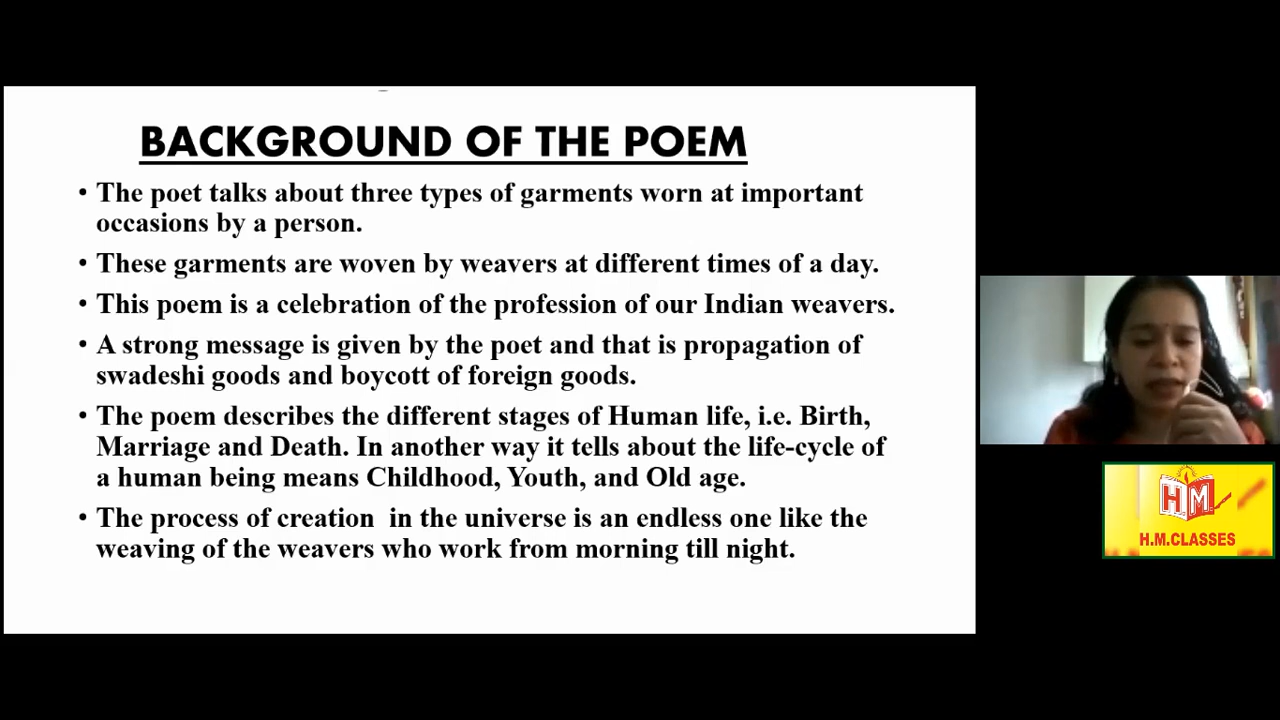 BACKGROUND OF THE POEM
• The poet talks about three types of garments worn at important
occasions by a person.
• These garments are woven by weavers at different times of a day.
• This poem is a celebration of the profession of our Indian weavers.
• A strong message is given by the poet and that is propagation of
swadeshi goods and boycott of foreign goods.
• The poem describes the different stages of Human life, i.e. Birth,
Marriage and Death. In another way it tells about the life-cycle of
a human being means Childhood, Youth, and Old age.
• The process of creation  in the universe is an endless one like the
weaving of the weavers who work from morning till night.
H.M.
H.M.CLASSES